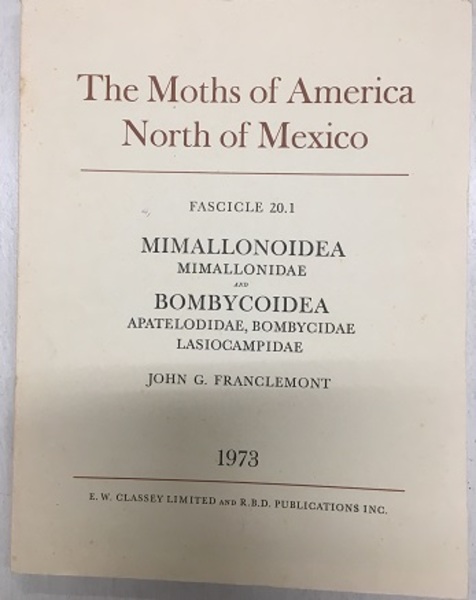 The Moths of America
North of Mexico
FASCICLE 20.1
MIMALLONOIDEA
MIMALLONIDAE
AND
BOMBYCOIDEA
APATELODIDAE, BOMBYCIDAE
LASIOCAMPIDAE
JOHN G. FRANCLEMONT
1973
E. W. CLASSEY LIMITED AND R.B.D. PUBLICATIONS INC.